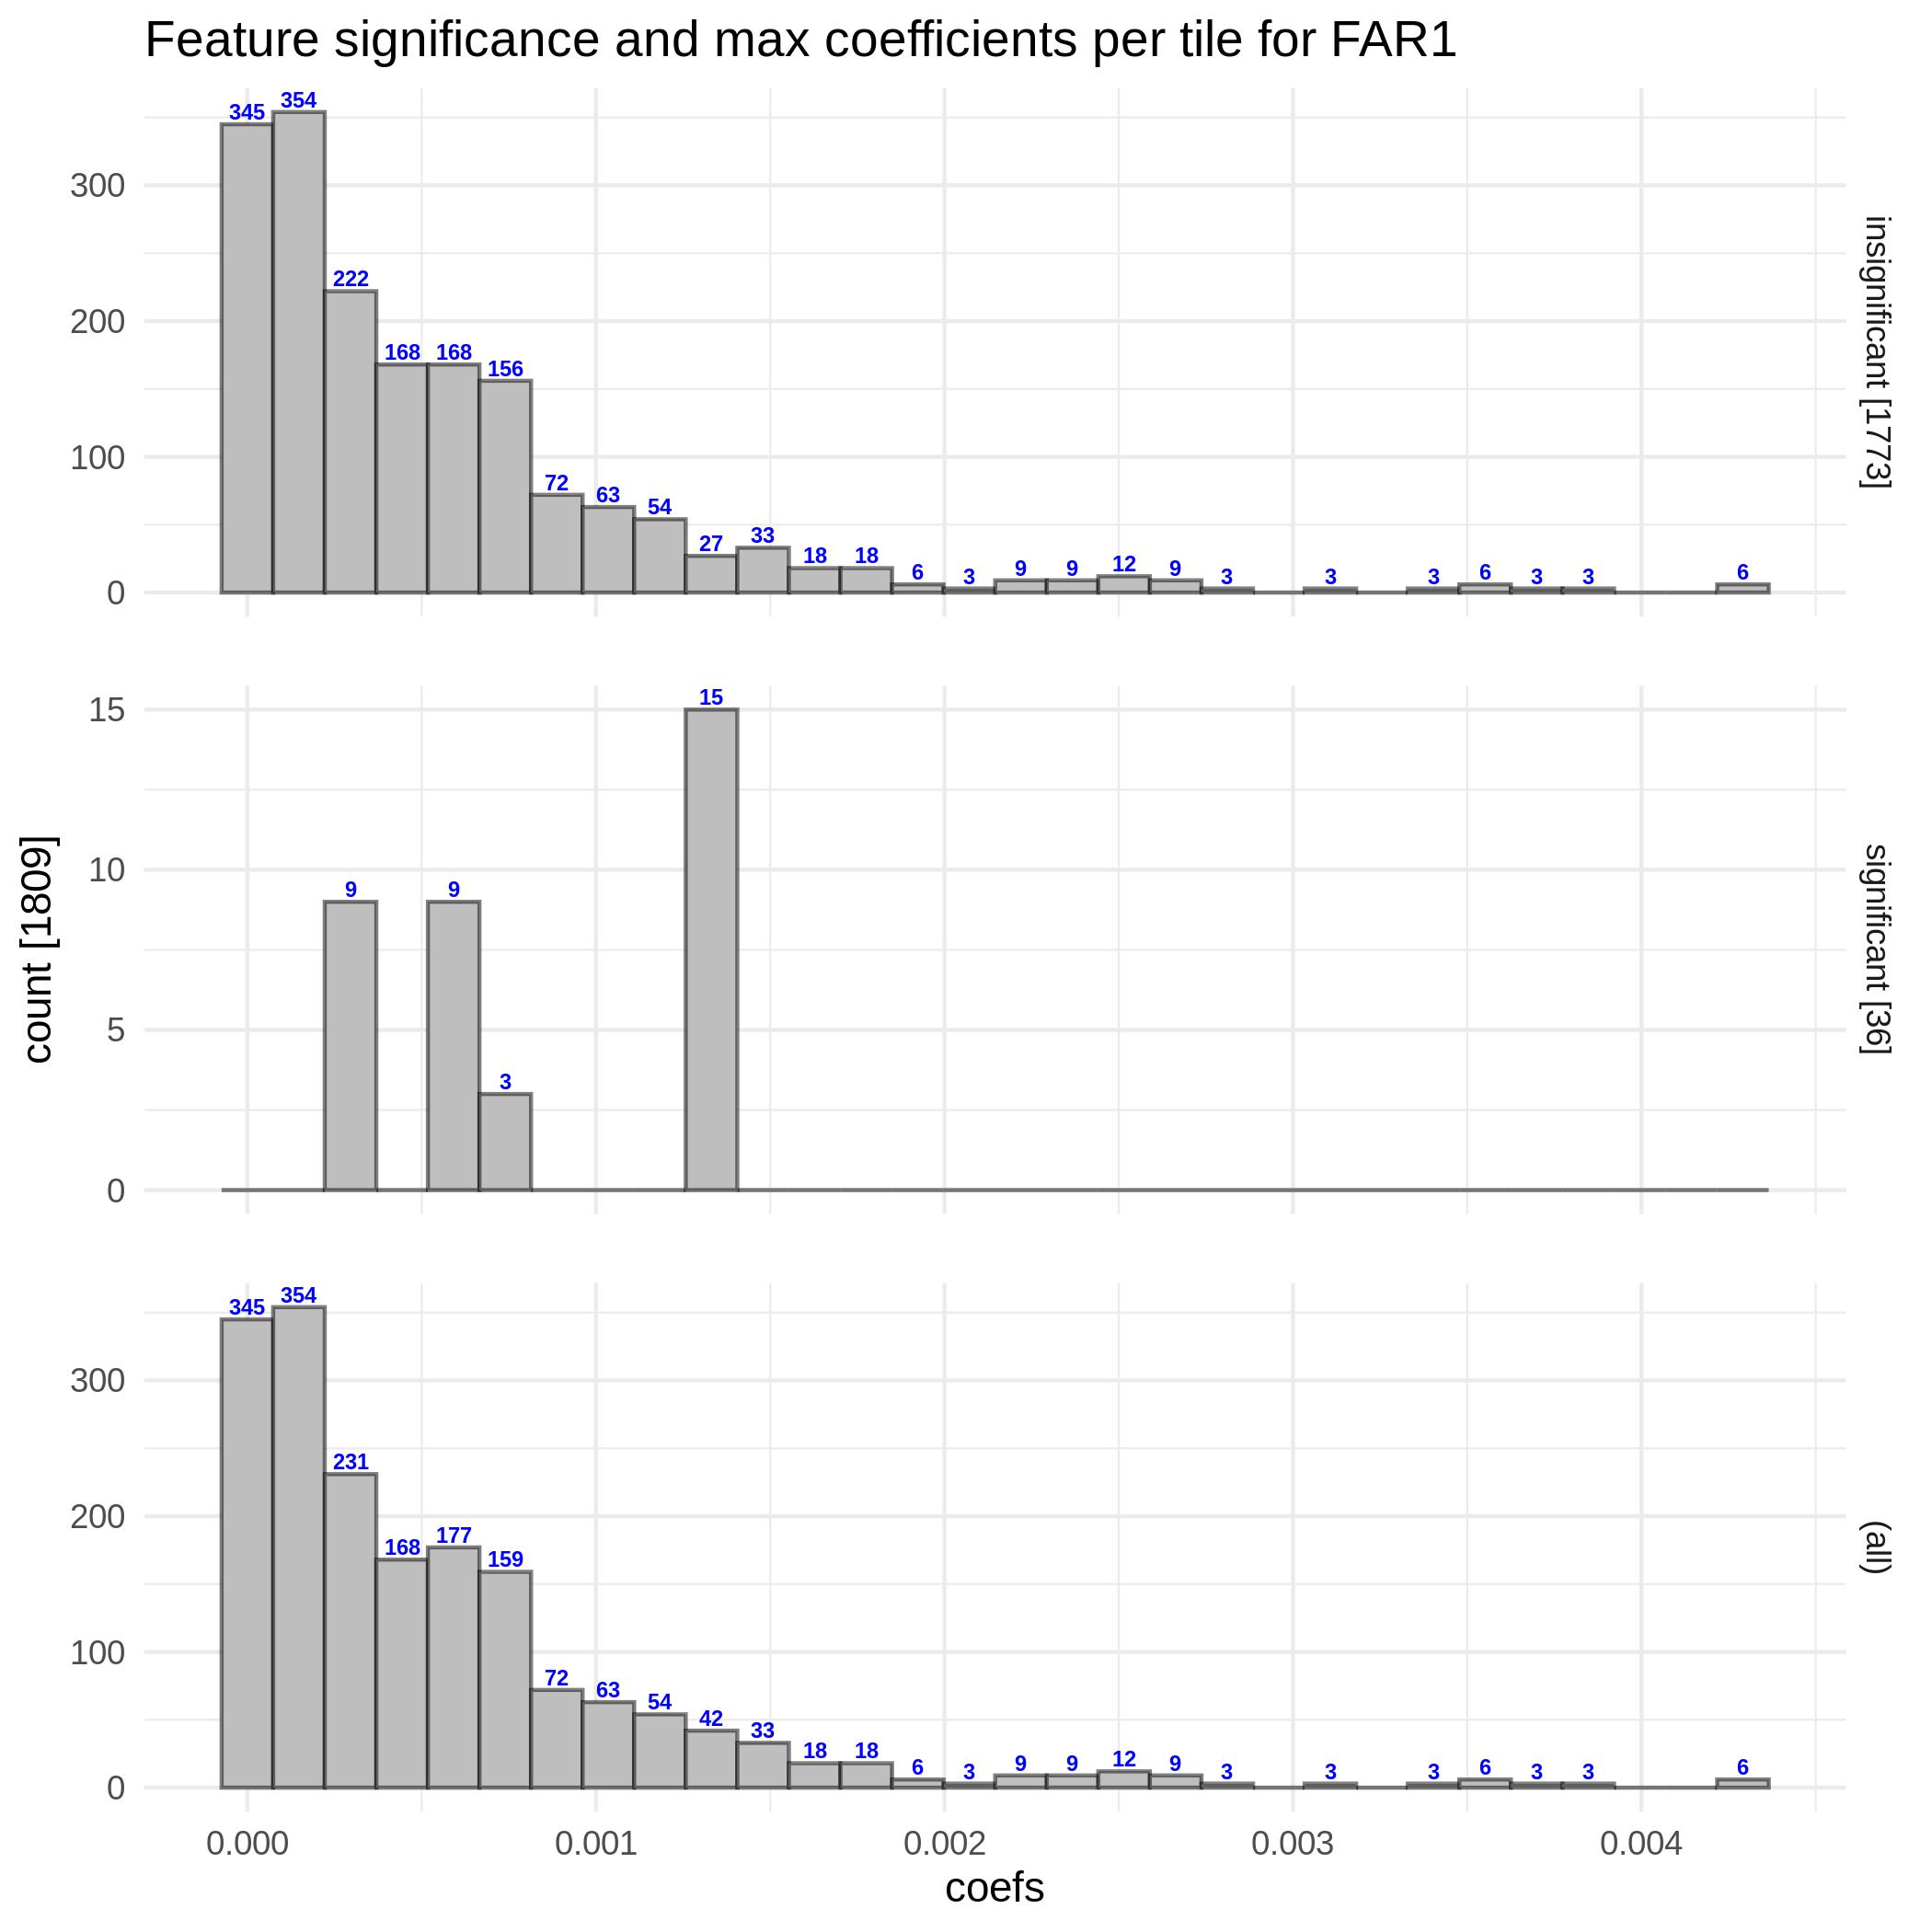 Feature significance and max coefficients per tile for FAR1
345 354 222 168 168 156 72 63 54 27 33 18 18 6 3 9 9 12 9 3 3 3 6 3 3 6
300
200
100
0
insignificant [1773]
15 9 9 3
15
10
5
0
significant [36]
count [1809]
345 354 231 168 177 159 72 63 54 42 33 18 18 6 3 9 9 12 9 3 3 3 6 3 3 6
300
200
100
0
(all)
0.000 0.001 0.002 0.003 0.004
coefs